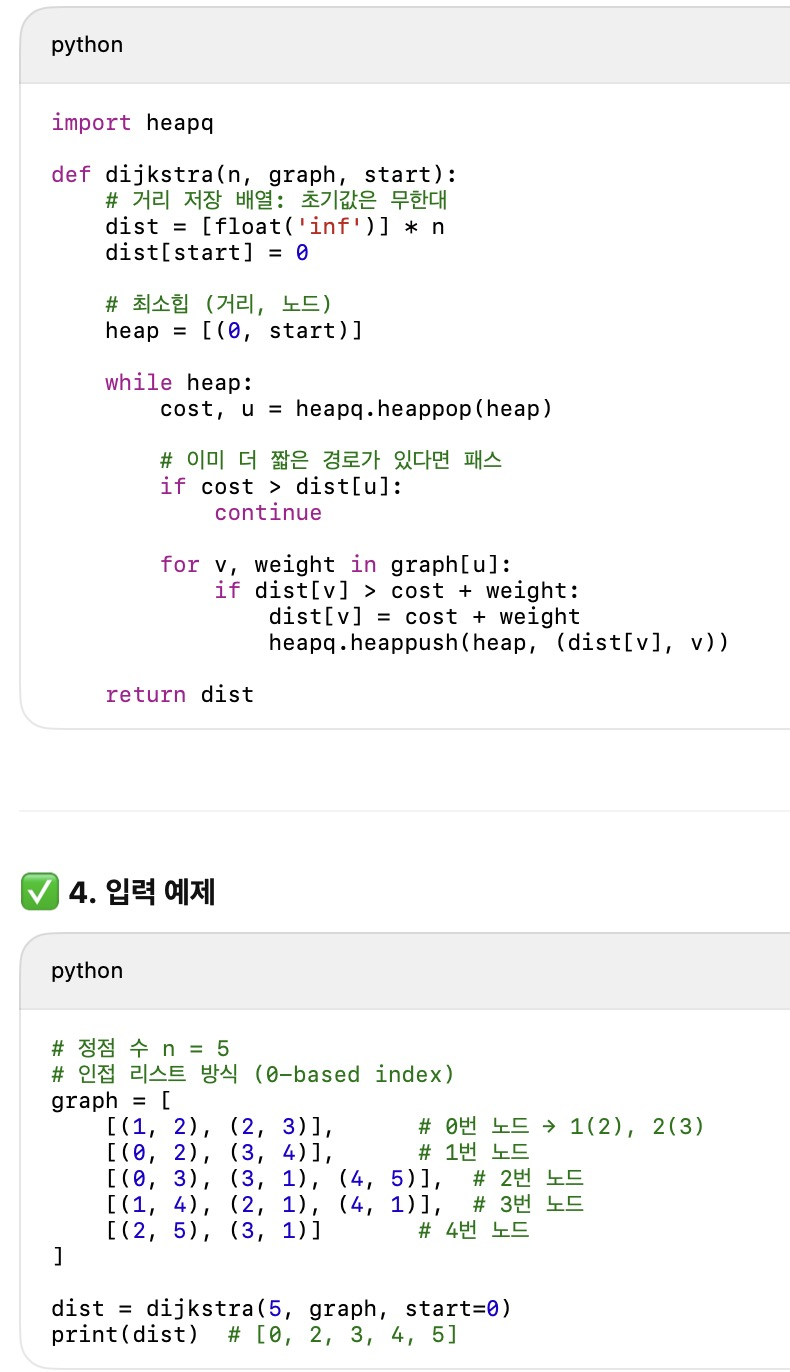 python
import heapq
def dijkstra(n, graph, start):
    # 거리 저장 배열: 초기값은 무한대
    dist = [float('inf')] * n
    dist[start] = 0
    # 최소힙 (거리, 노드)
    heap = [(0, start)]
    while heap:
        cost, u = heapq.heappop(heap)
        # 이미 더 짧은 경로가 있다면 패스
        if cost > dist[u]:
            continue
        for v, weight in graph[u]:
            if dist[v] > cost + weight:
                dist[v] = cost + weight
                heapq.heappush(heap, (dist[v], v))
    return dist
✅ 4. 입력 예제
python
# 정점 수 n = 5
# 인접 리스트 방식 (0-based index)
graph = [
    [(1, 2), (2, 3)],      # 0번 노드 → 1(2), 2(3)
    [(0, 2), (3, 4)],      # 1번 노드
    [(0, 3), (3, 1), (4, 5)],  # 2번 노드
    [(1, 4), (2, 1), (4, 1)],  # 3번 노드
    [(2, 5), (3, 1)]       # 4번 노드
]
dist = dijkstra(5, graph, start=0)
print(dist)  # [0, 2, 3, 4, 5]